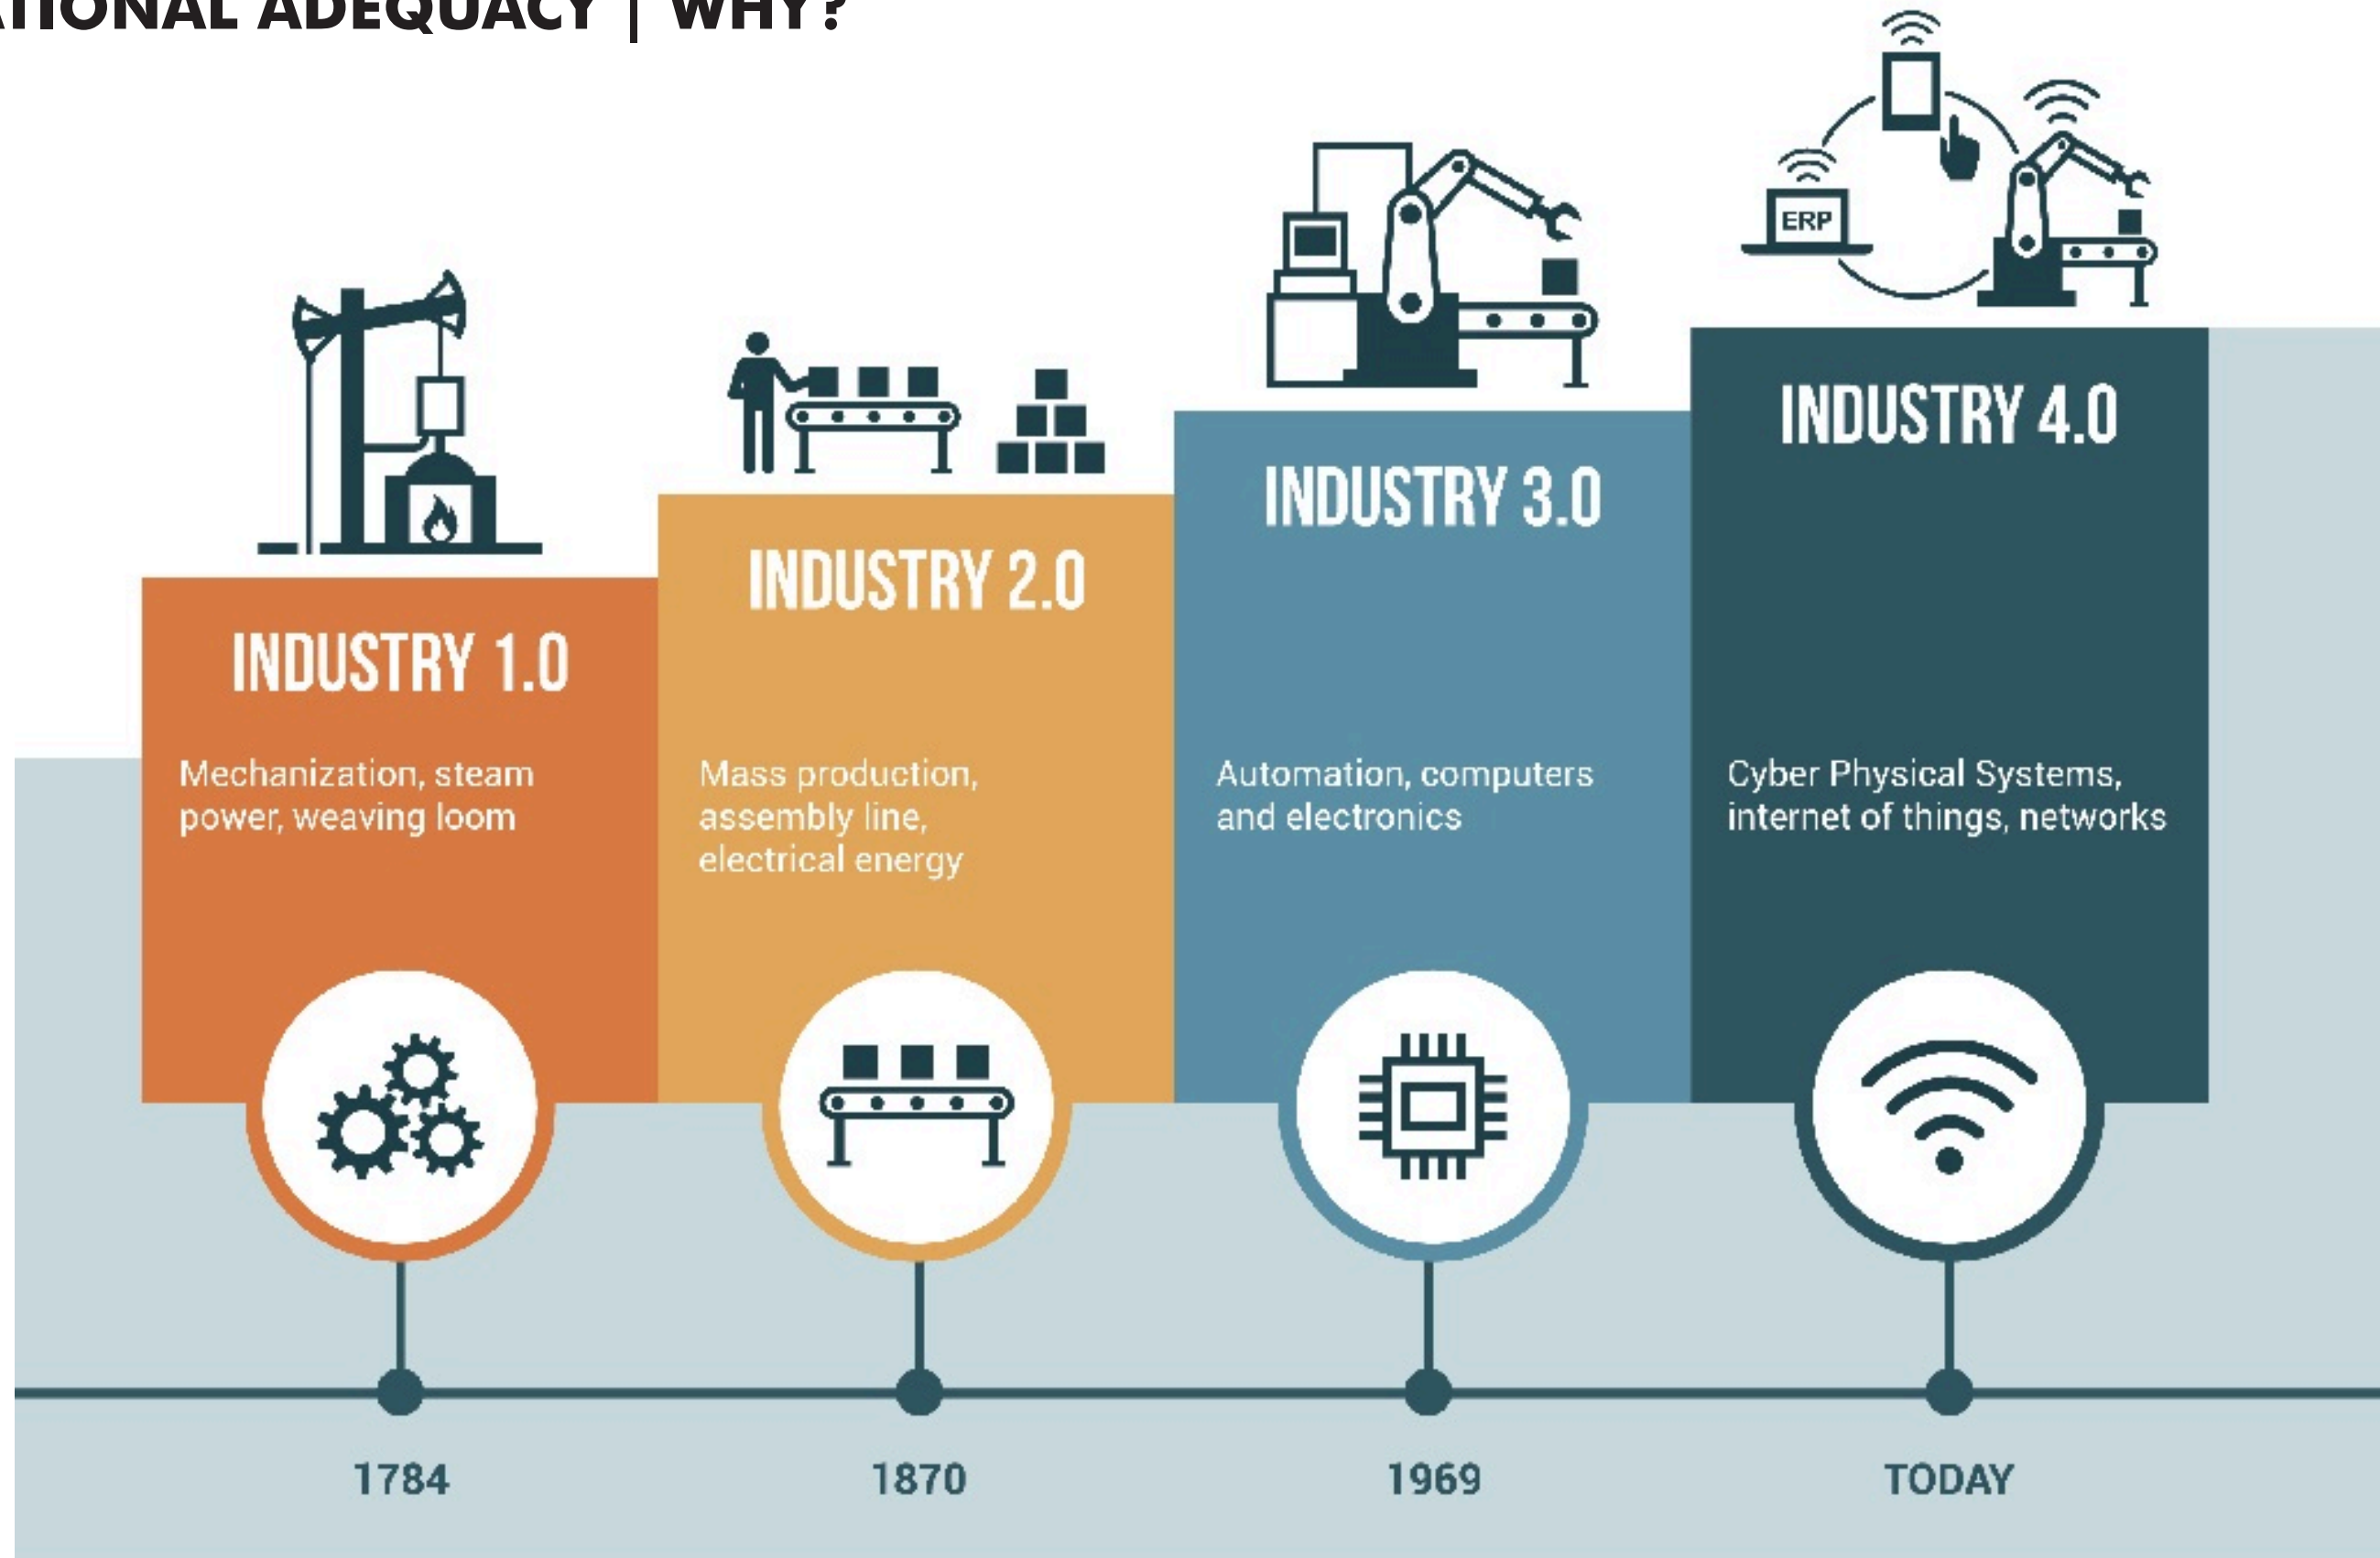 ATIONAL ADEQUACY | WHY?
ERP
INDUSTRY 1.0
Mechanization, steam
power, weaving loom
INDUSTRY 2.0
Mass production,
assembly line,
electrical energy
INDUSTRY 3.0
Automation, computers
and electronics
INDUSTRY 4.0
Cyber Physical Systems,
internet of things, networks
1784
1870
1969
TODAY